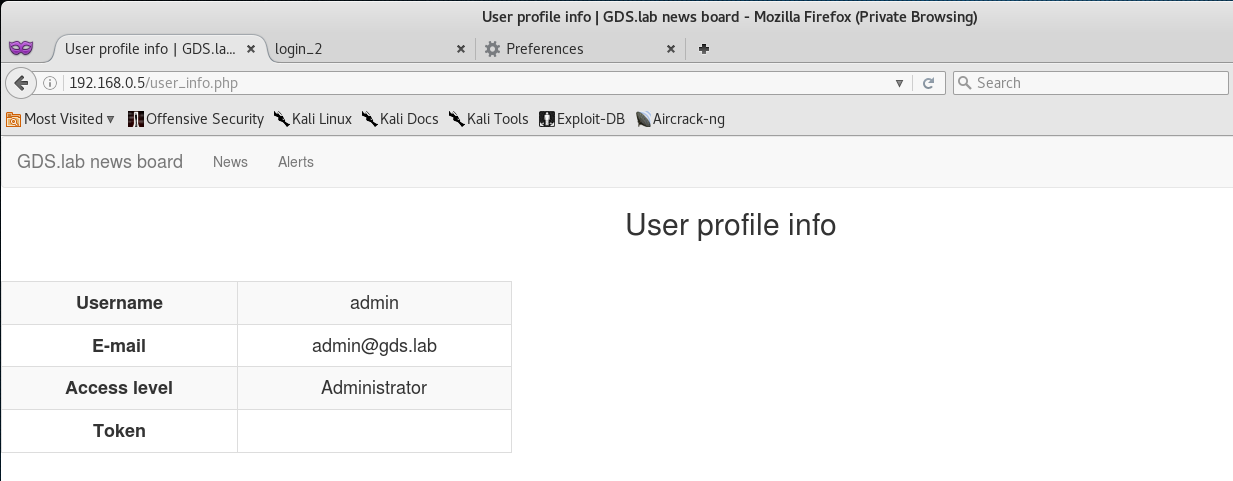 User profile info | GDS.lab news board - Mozilla Firefox (Private Browsing)
User profile info | GDS.la... login_2 Preferences
192.168.0.5/user_info.php Search
Most Visited Offensive Security Kali Linux Kali Docs Kali Tools Exploit-DB Aircrack-ng
GDS.lab news board News Alerts
User profile info
Username admin
E-mail admin@gds.lab
Access level Administrator
Token